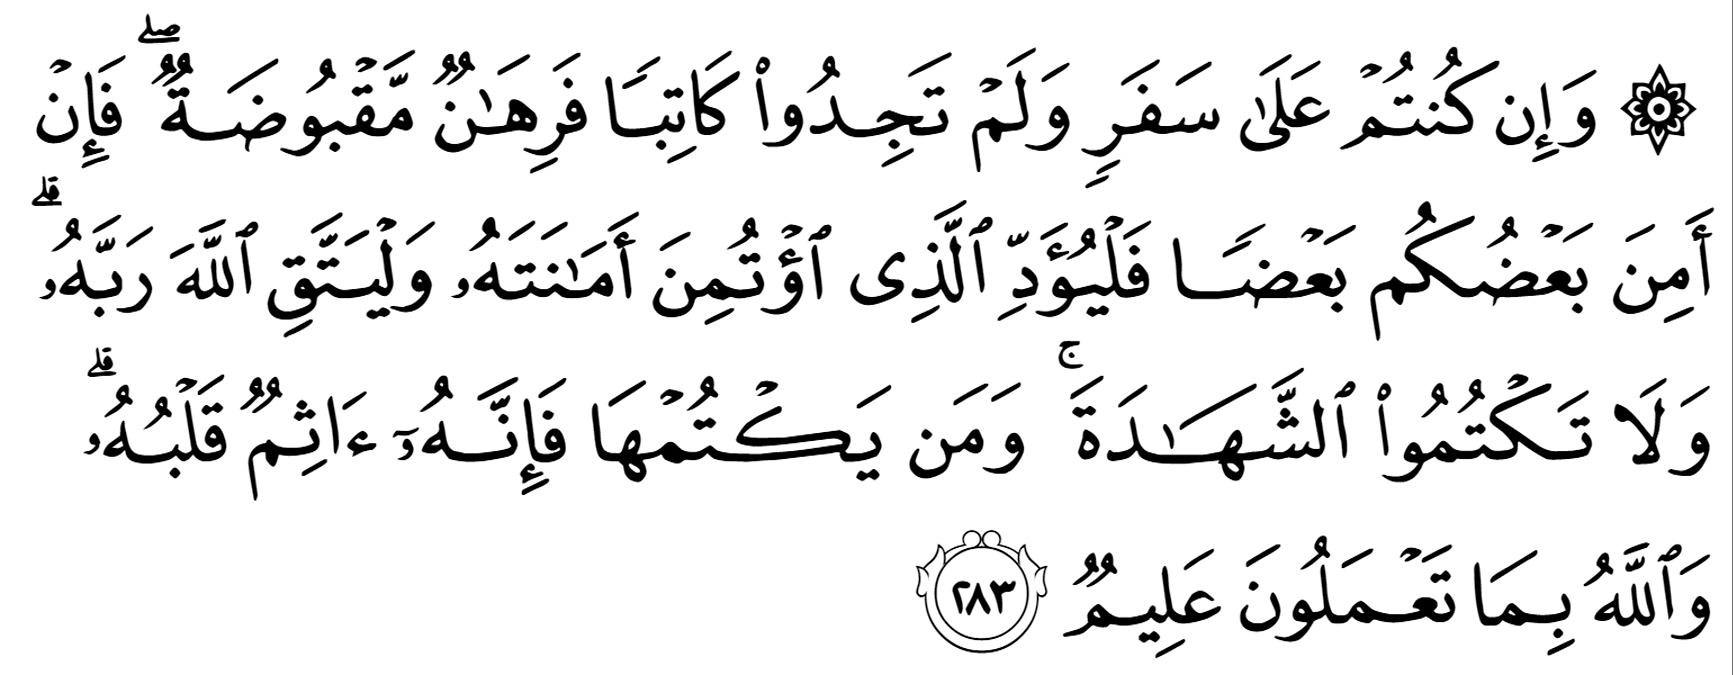 ۞ وَإِن كُنتُمْ عَلَىٰ سَفَرٍ وَلَمْ تَجِدُوا۟ كَاتِبًا فَرِهَـٰنٌ مَّقْبُوضَةٌ ۖ فَإِنْ
أَمِنَ بَعْضُكُم بَعْضًا فَلْيُؤَدِّ ٱلَّذِى ٱؤْتُمِنَ أَمَـٰنَتَهُۥ وَلْيَتَّقِ ٱللَّهَ رَبَّهُۥ ۗ
وَلَا تَكْتُمُوا۟ ٱلشَّهَـٰدَةَ ۚ وَمَن يَكْتُمْهَا فَإِنَّهُۥٓ ءَاثِمٌ قَلْبُهُۥ ۗ
وَٱللَّهُ بِمَا تَعْمَلُونَ عَلِيمٌ ٢٨٣